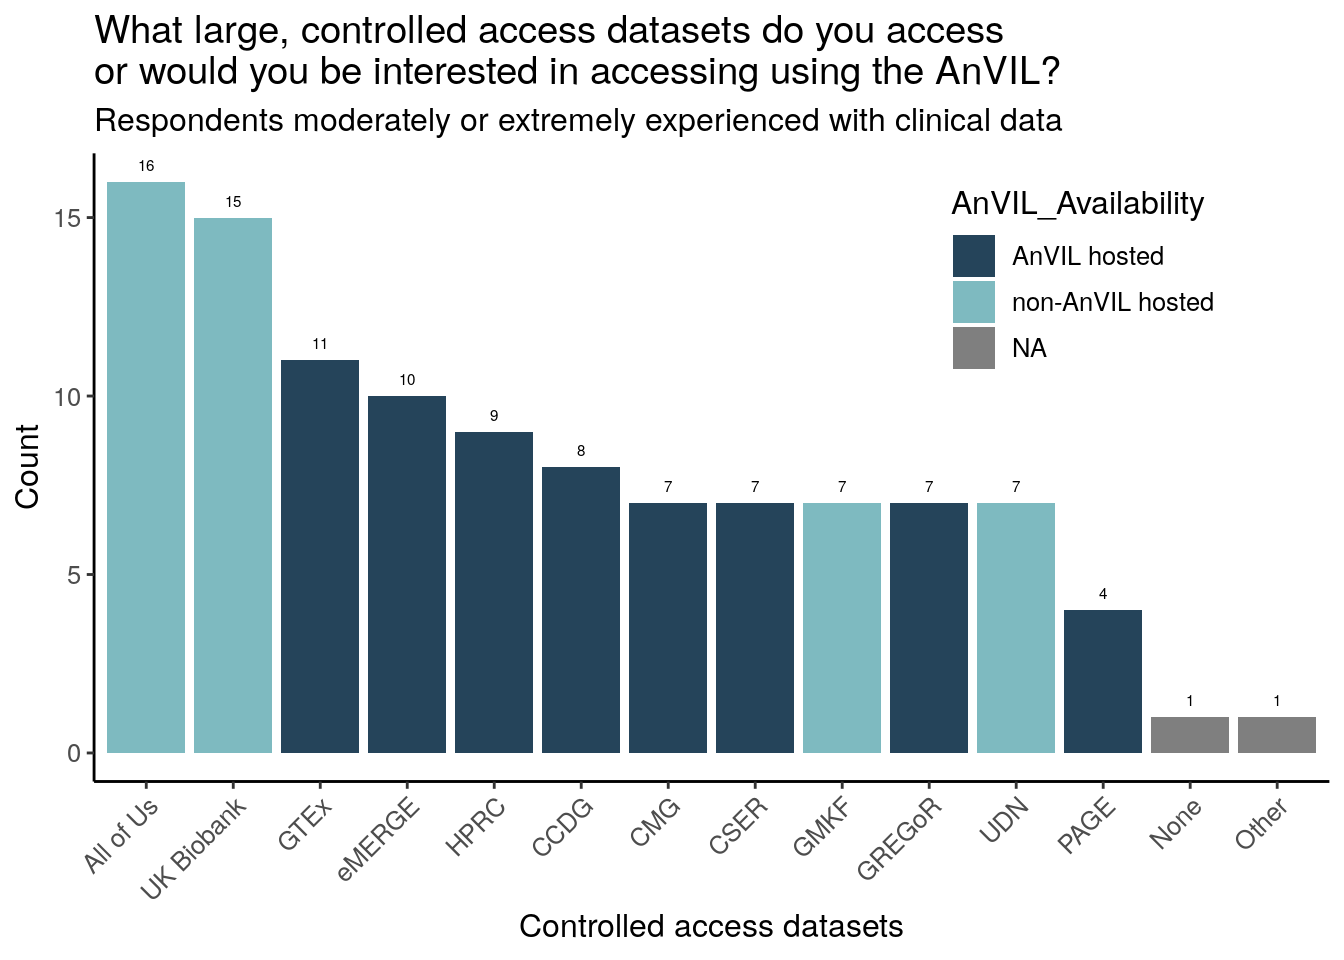 What large, controlled access datasets do you access
or would you be interested in accessing using the AnVIL?
Respondents moderately or extremely experienced with clinical data
AnVIL_Availability
AnVIL hosted
non-AnVIL hosted
NA
Count
15
10
5
0
16
15
11
10
9
8
7
7
7
7
7
4
1
1
All of Us
UK Biobank
GTEx
eMERGE
HPRC
CCDG
CMG
CSER
GMKF
GREGoR
UDN
PAGE
None
Other
Controlled access datasets